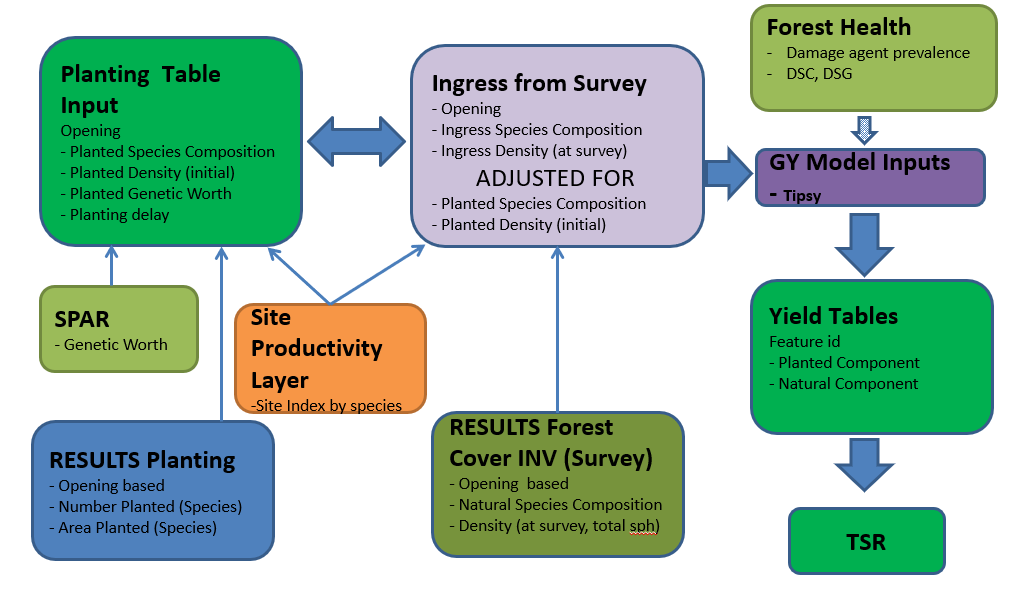 Planting Table
Input
Opening
- Planted Species Composition
- Planted Density (initial)
- Planted Genetic Worth
- Planting delay
Ingress from Survey
- Opening
- Ingress Species Composition
- Ingress Density (at survey)
ADJUSTED FOR
- Planted Species Composition
- Planted Density (initial)
Forest Health
- Damage agent prevalence
- DSC, DSG
GY Model Inputs
- Tipsy
SPAR
- Genetic Worth
Site
Productivity
Layer
-Site Index by species
Yield Tables
Feature id
- Planted Component
- Natural Component
RESULTS Planting
- Opening based
- Number Planted (Species)
- Area Planted (Species)
RESULTS Forest
Cover INV (Survey)
- Opening based
- Natural Species Composition
- Density (at survey, total sph)
TSR